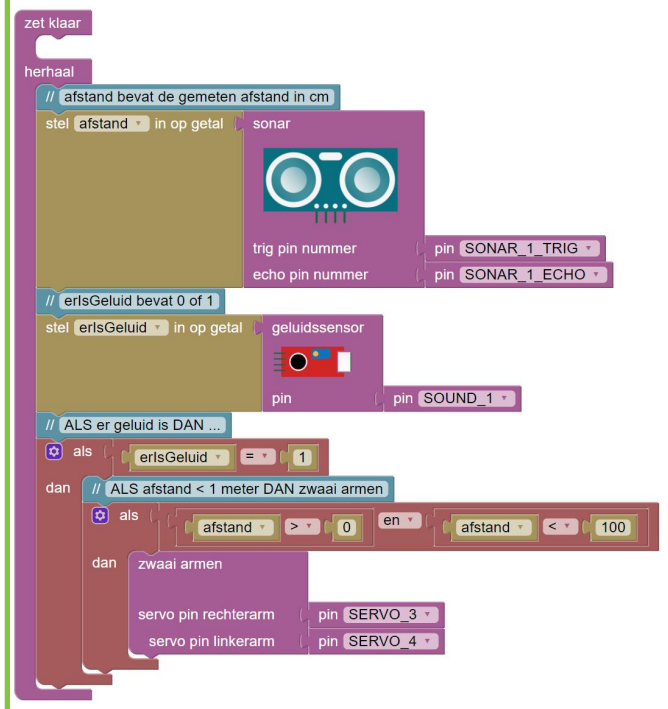 zet klaar
herhaal
// afstand bevat de gemeten afstand in cm
stel afstand in op getal sonar
trig pin nummer pin SONAR_1_TRIG
echo pin nummer pin SONAR_1_ECHO
// erIsGeluid bevat 0 of 1
stel erIsGeluid in op getal geluidssensor
pin pin SOUND_1
// ALS er geluid is DAN ...
als erIsGeluid = 1
dan // ALS afstand < 1 meter DAN zwaai armen
als afstand > 0 en afstand < 100
dan zwaai armen
servo pin rechterarm pin SERVO_3
servo pin linkerarm pin SERVO_4